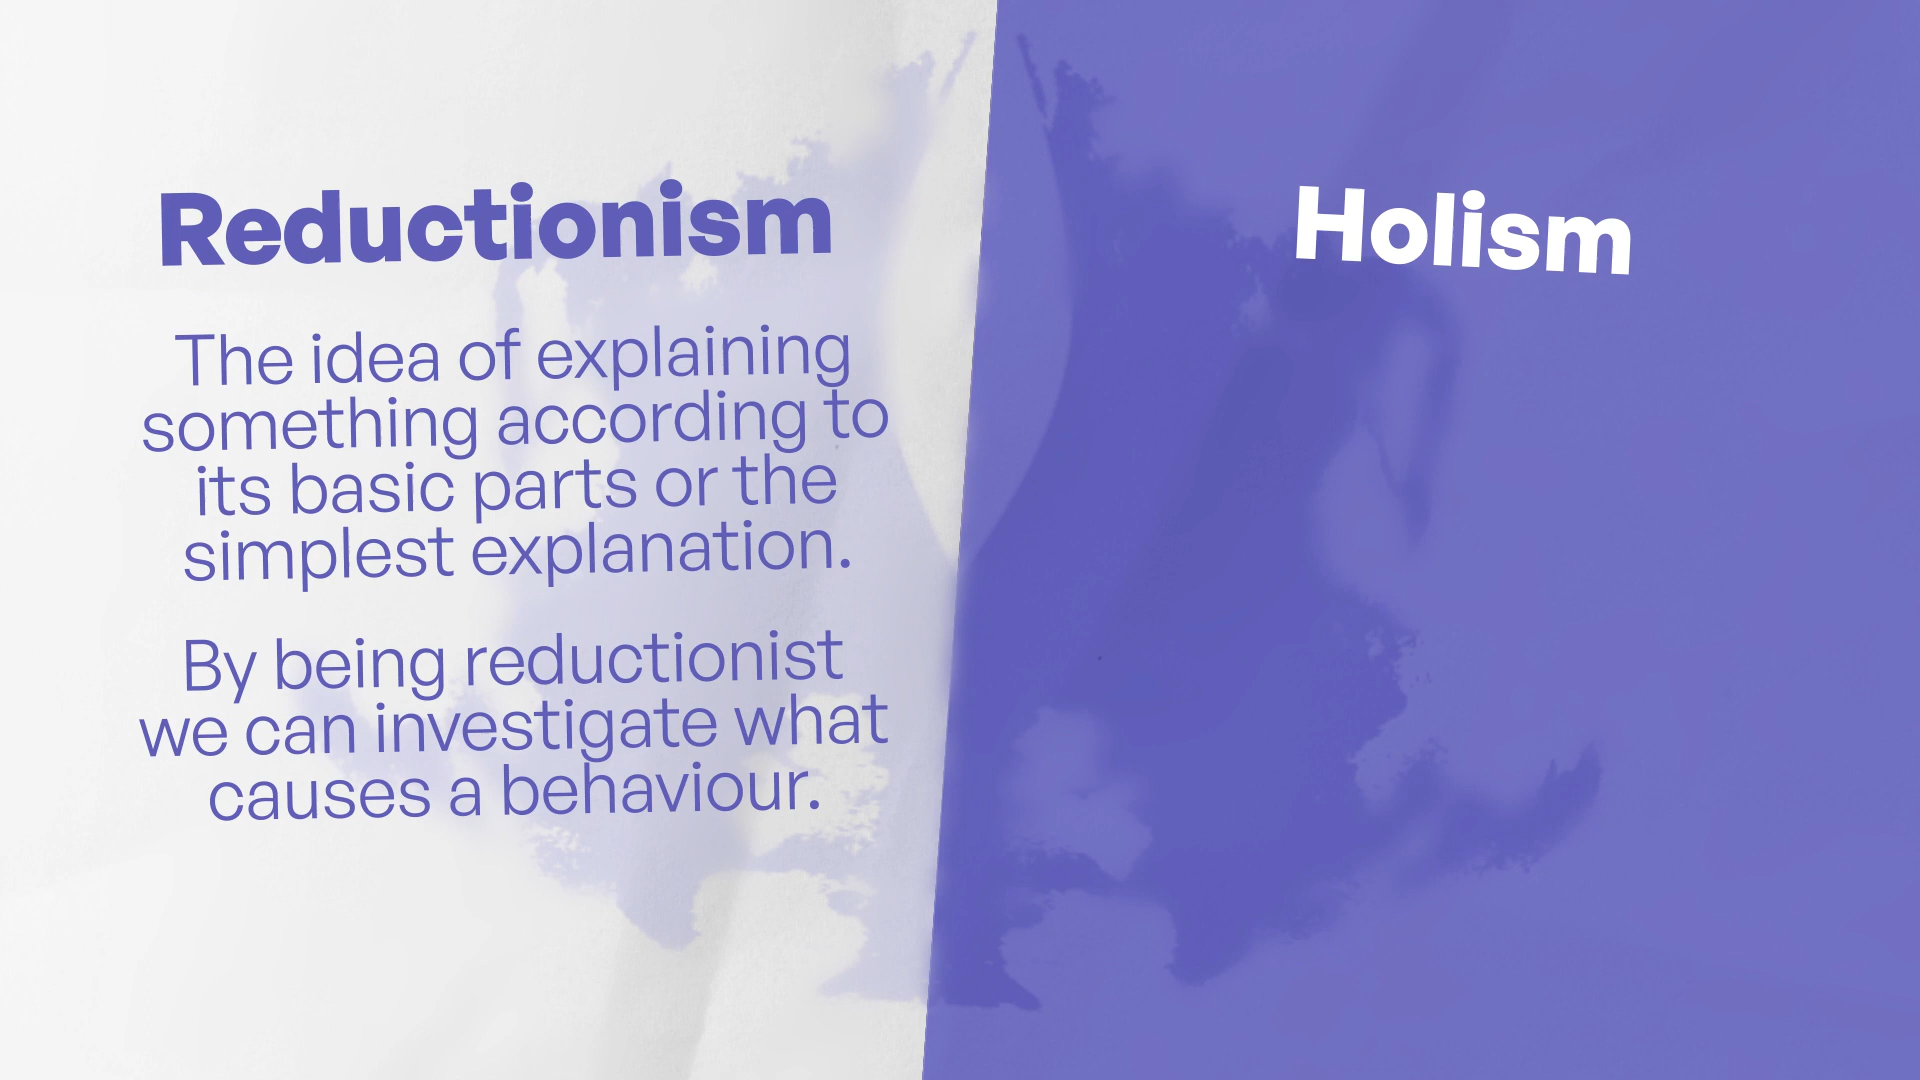 Reductionism
The idea of explaining
something according to
its basic parts or the
simplest explanation.
By being reductionist
we can investigate what
causes a behaviour.
Holism